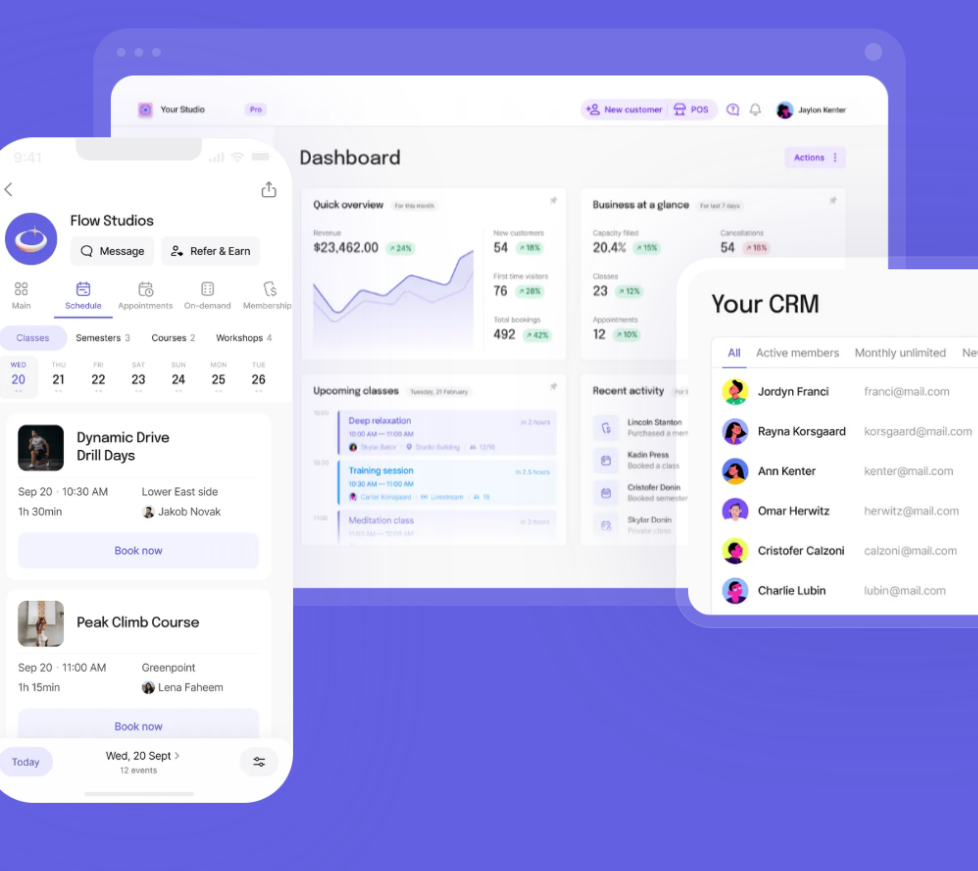 Your Studio
Pro
New customer
POS
Jaylon Kenter
9:41
Flow Studios
Message
Refer & Earn
Main
Schedule
Appointments
On-demand
Membership
Classes
Semesters 3
Courses 2
Workshops 4
WED THU FRI SAT SUN MON TUE
20 21 22 23 24 25 26
Dynamic Drive
Drill Days
Sep 20 · 10:30 AM
Lower East side
1h 30min
Jakob Novak
Book now
Peak Climb Course
Sep 20 · 11:00 AM
Greenpoint
1h 15min
Lena Faheem
Book now
Today
Wed, 20 Sept >
12 events
Dashboard
Actions
Quick overview
For this month
Revenue
$23,462.00
24%
New customers
54
18%
First time visitors
76
28%
Total bookings
492
42%
Business at a glance
For last 7 days
Capacity filled
20.4%
15%
Cancellations
54
18%
Classes
23
12%
Appointments
12
10%
Upcoming classes
Tuesday, 21 February
10:00
Deep relaxation
in 2 hours
10:00 AM — 11:00 AM
Skylar Bator
Studio Building
12/16
10:30
Training session
in 2.5 hours
10:30 AM — 11:00 AM
Carter Korsgaard
Livestream
18
11:00
Meditation class
in 3 hours
11:00 AM — 12:00 AM
Recent activity
Lincoln Stanton
Purchased a mem
Kadin Press
Booked a class
Cristofer Donin
Booked semester
Skylar Donin
Private class
Your CRM
All
Active members
Monthly unlimited
Ne
Jordyn Franci
franci@mail.com
Rayna Korsgaard
korsgaard@mail.com
Ann Kenter
kenter@mail.com
Omar Herwitz
herwitz@mail.com
Cristofer Calzoni
calzoni@mail.com
Charlie Lubin
lubin@mail.com